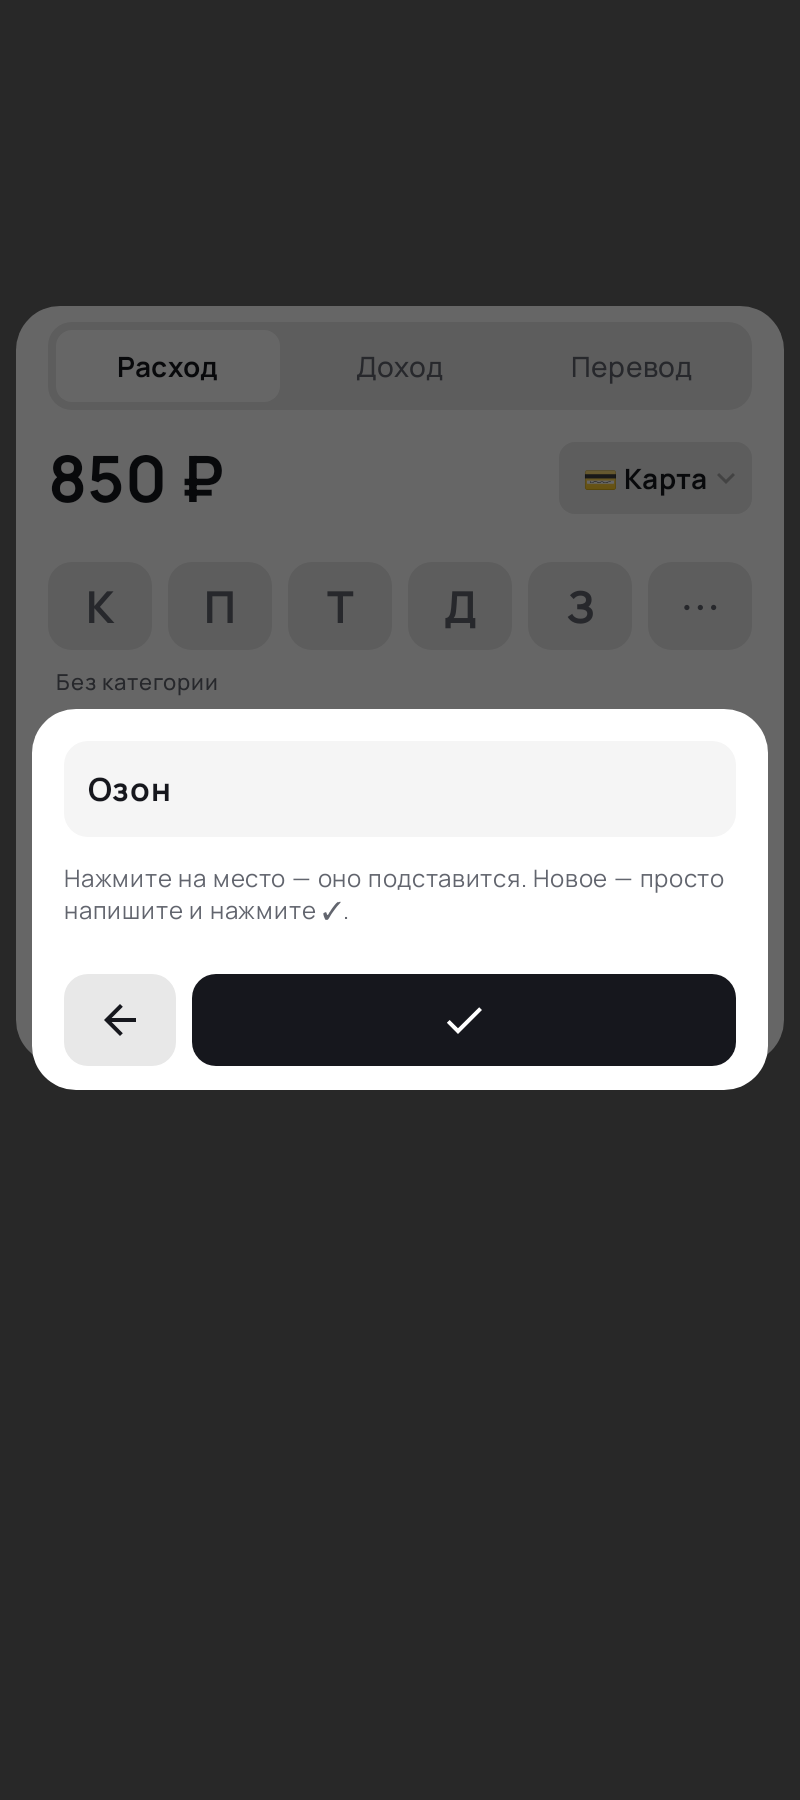 Расход Доход Перевод
850 ₽ 💳 Карта
К П Т Д З ...
Без категории
Озон
Нажмите на место — оно подставится. Новое — просто
напишите и нажмите ✓.